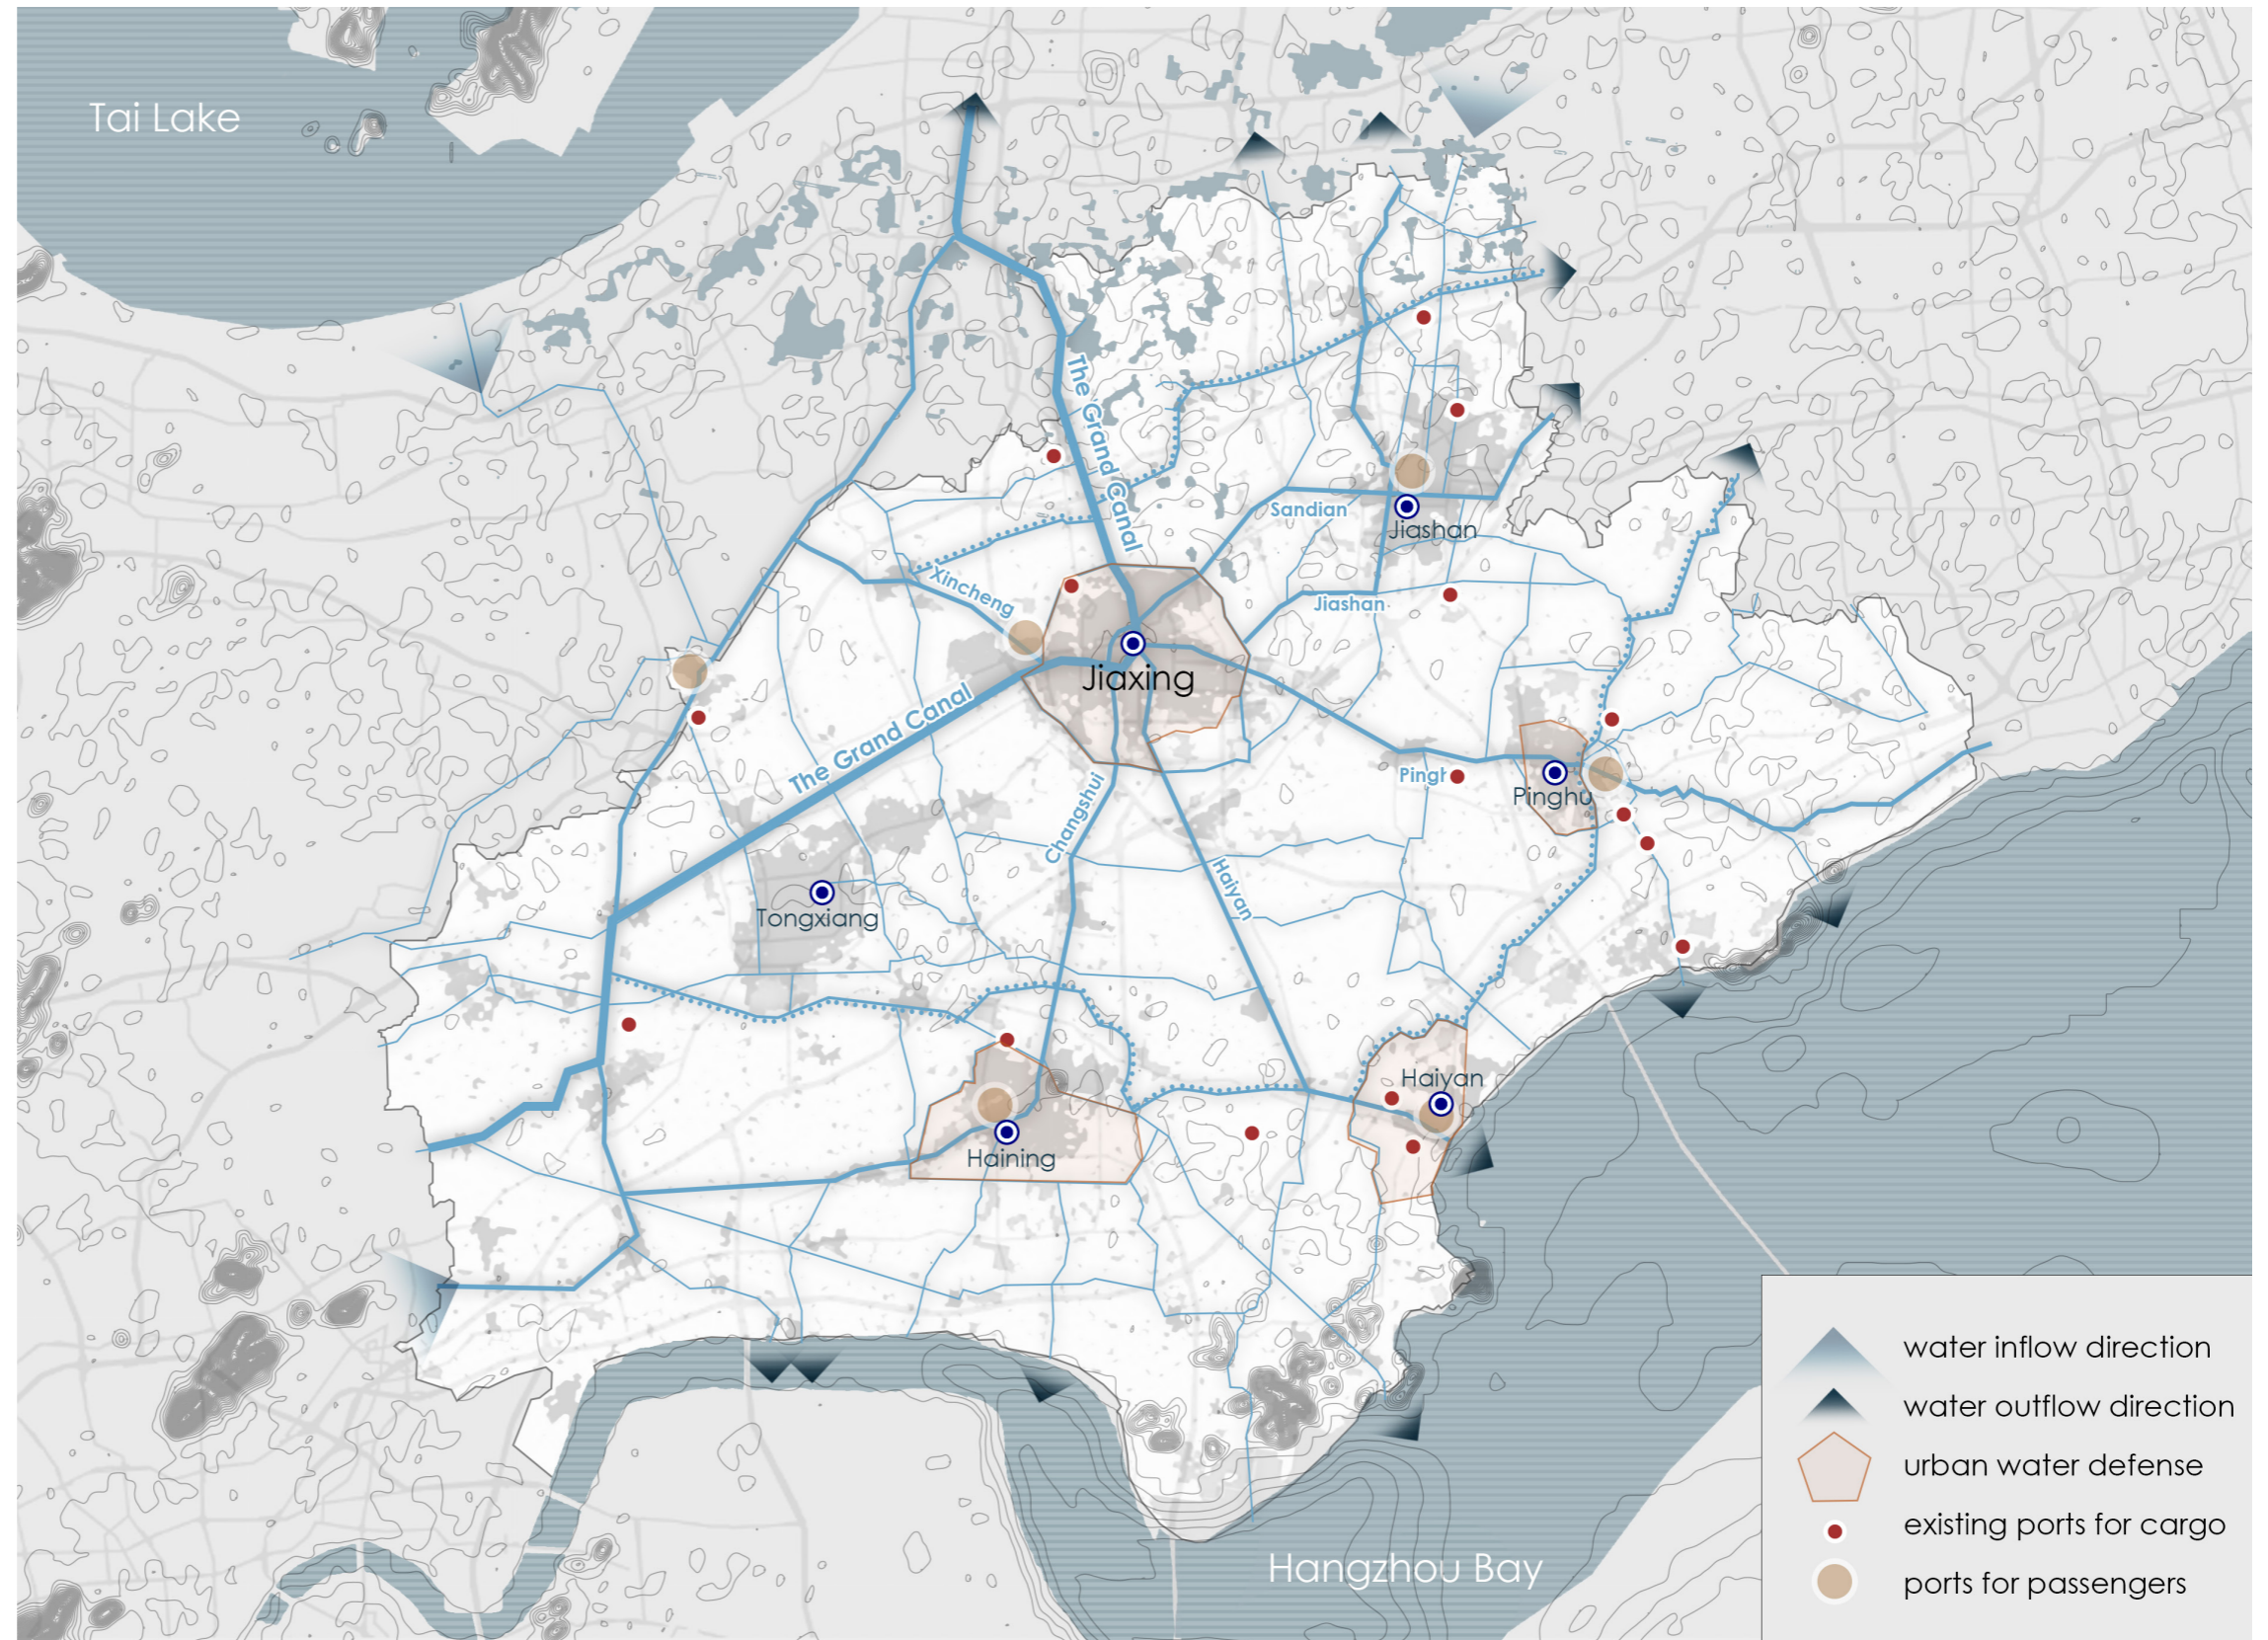 Tai Lake
The Grand Canal
Sandian
Jiashan
Xincheng
Jiashan
Jiaxing
The Grand Canal
Pingh
Pinghu
Changshui
Haiyan
Tongxiang
Haiyan
Haining
water inflow direction
water outflow direction
urban water defense
existing ports for cargo
ports for passengers
Hangzhou Bay